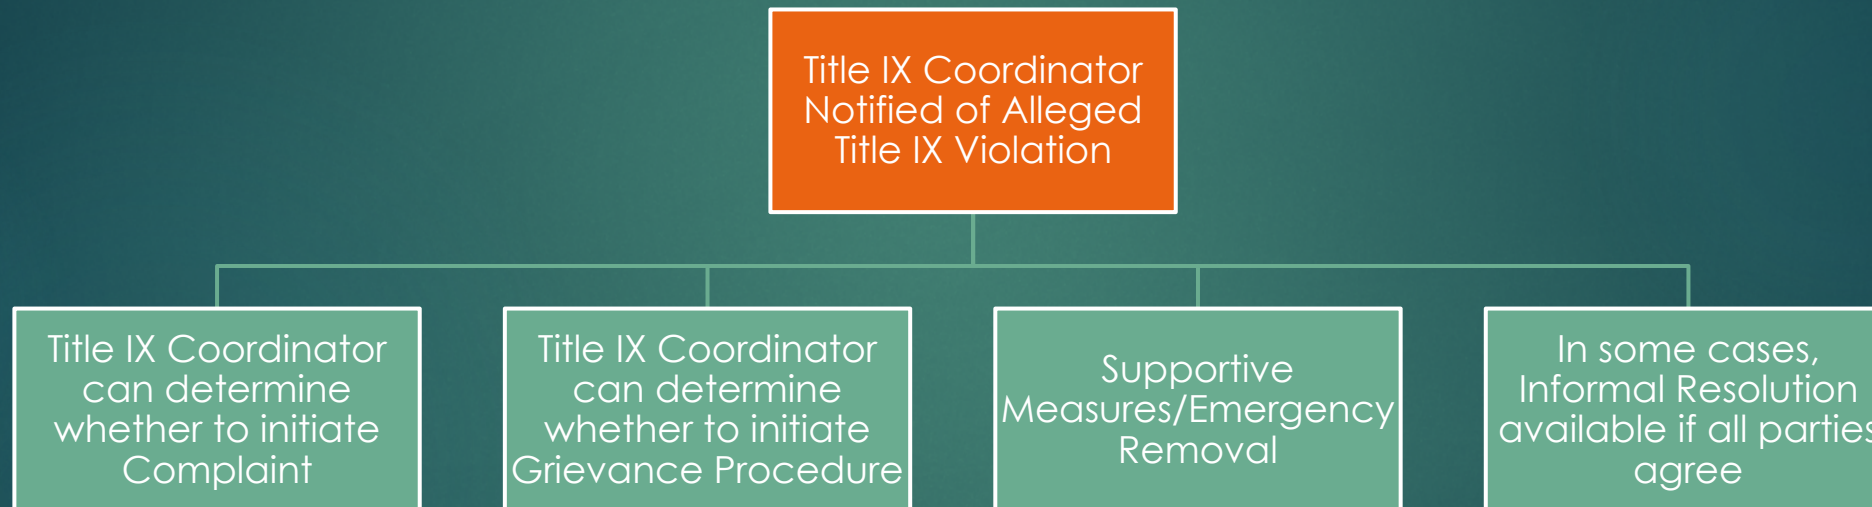 Title IX Coordinator
Notified of Alleged
Title IX Violation
Title IX Coordinator
can determine
whether to initiate
Complaint
Title IX Coordinator
can determine
whether to initiate
Grievance Procedure
Supportive
Measures/Emergency
Removal
In some cases,
Informal Resolution
available if all parties
agree